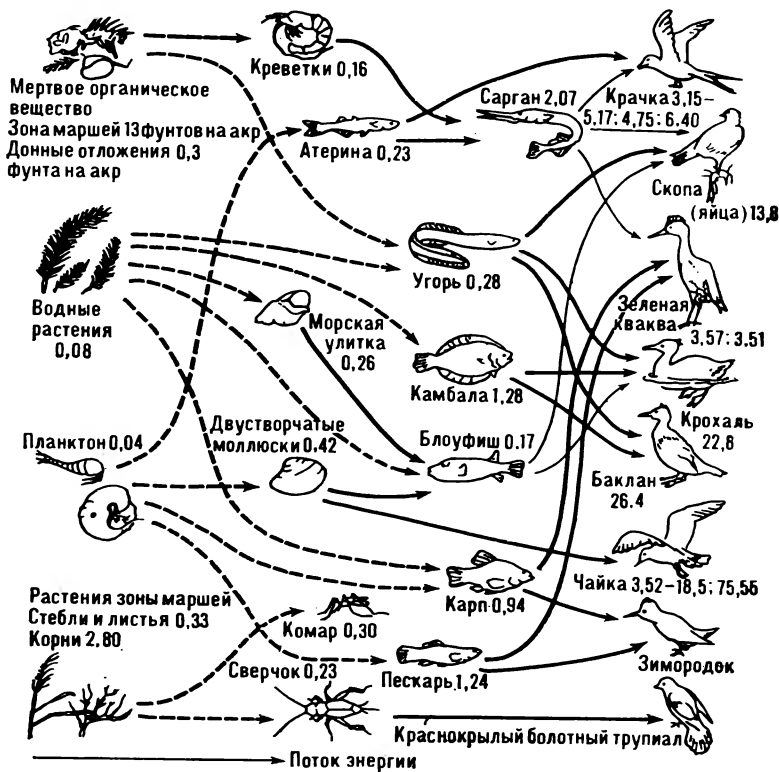 Креветки 0,16
Мертвое органическое
вещество
Зона маршей 13 фунтов на акр
Донные отложения 0,3
фунта на акр
Атерина 0,23
Сарган 2,07
Крачка 3,15–
5,17; 4,75; 6.40
Скопа
(яйца) 13,8
Угорь 0,28
Водные
растения
0,08
Морская
улитка
0,26
Зеленая
кваква
3,57; 3.51
Камбала 1,28
Крохаль
22,8
Планктон 0,04
Двустворчатые
моллюски 0,42
Блоуфиш 0.17
Баклан
26.4
Чайка 3,52–18,5; 75,5б
Карп 0,94
Растения зоны маршей
Стебли и листья 0,33
Корни 2,80
Комар 0,30
Зимородок
Сверчок 0,23
Пескарь 1,24
Краснокрылый болотный трупиал
Поток энергии